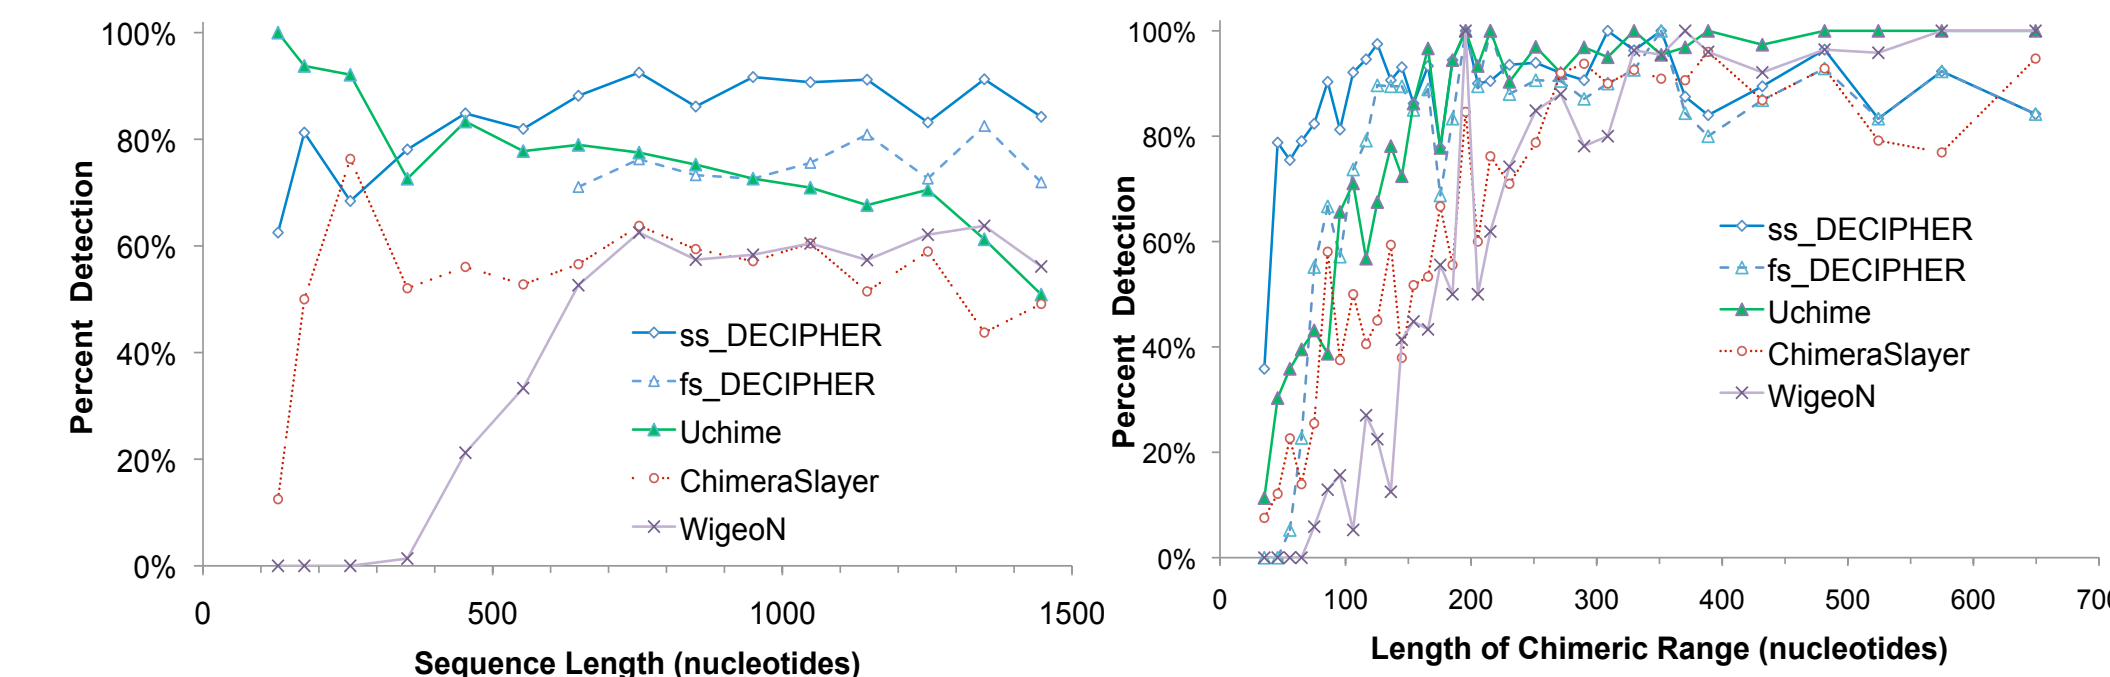 100%
80%
60%
40%
20%
0%
Percent Detection
0 500 1000 1500
Sequence Length (nucleotides)
ss_DECIPHER
fs_DECIPHER
Uchime
ChimeraSlayer
WigeoN
100%
80%
60%
40%
20%
0%
Percent Detection
0 100 200 300 400 500 600 700
Length of Chimeric Range (nucleotides)
ss_DECIPHER
fs_DECIPHER
Uchime
ChimeraSlayer
WigeoN